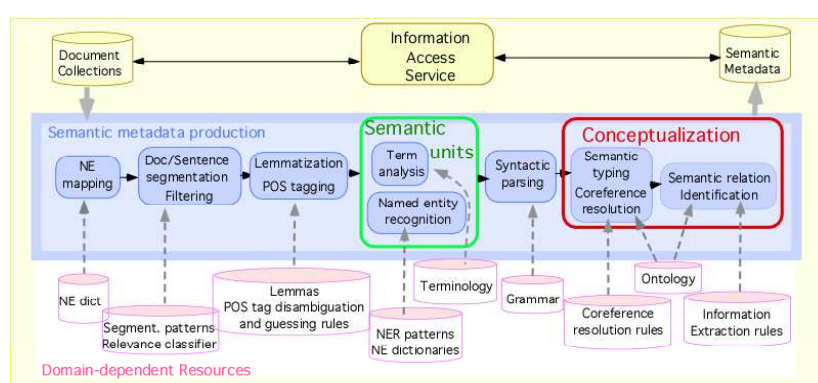 Document
Collections
Information
Access
Service
Semantic
Metadata
Semantic metadata production
NE
mapping
Doc/Sentence
segmentation
Filtering
Lemmatization
POS tagging
Semantic
units
Term
analysis
Named entity
recognition
Syntactic
parsing
Conceptualization
Semantic
typing
Coreference
resolution
Semantic relation
Identification
NE dict
Segment. patterns
Relevance classifier
Lemmas
POS tag disambiguation
and guessing rules
NER patterns
NE dictionaries
Terminology
Grammar
Coreference
resolution rules
Ontology
Information
Extraction rules
Domain-dependent Resources